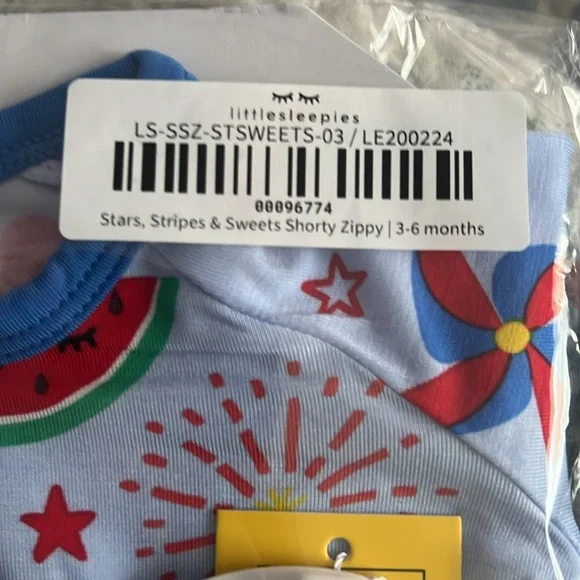 littlesleepies
LS-SSZ-STSWEETS-03 / LE200224
00096774
Stars, Stripes & Sweets Shorty Zippy | 3-6 months